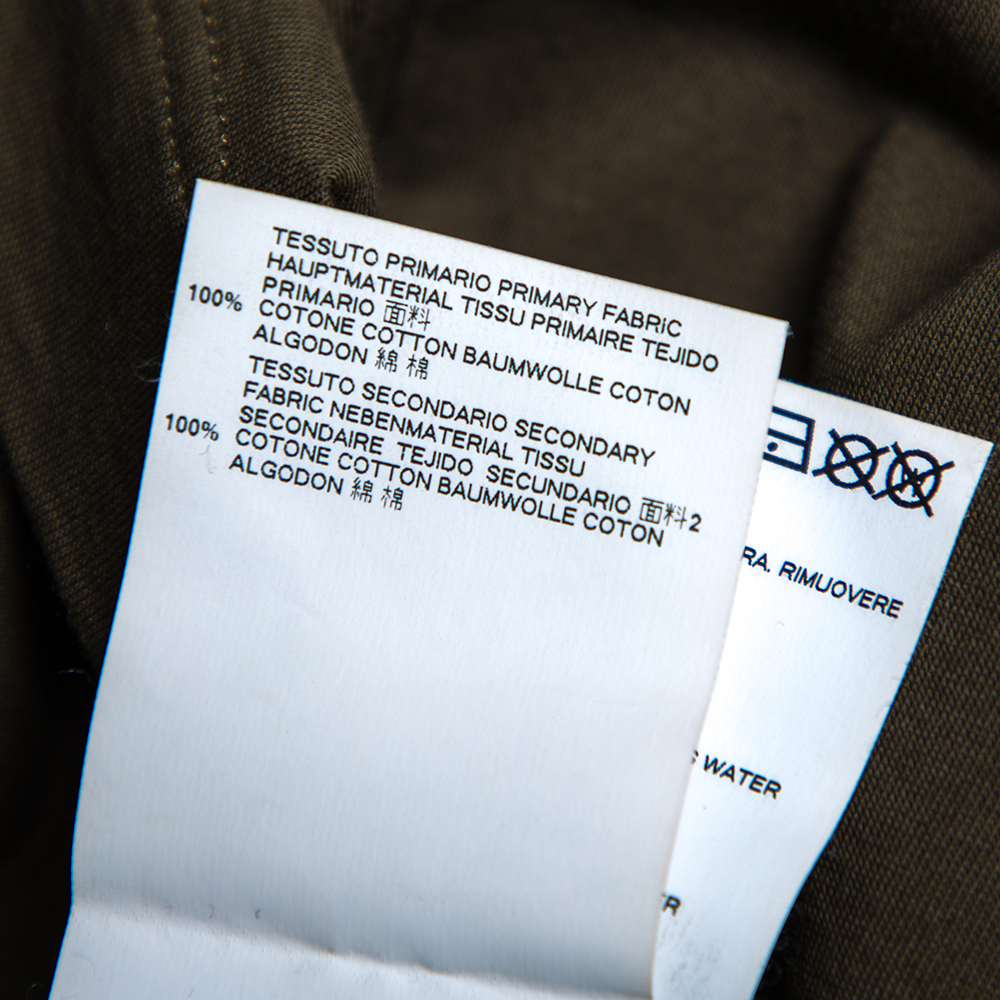 TESSUTO PRIMARIO PRIMARY FABRIC
HAUPTMATERIAL TISSU PRIMAIRE TEJIDO
PRIMARIO 面料
100% COTONE COTTON BAUMWOLLE COTON
ALGODON 綿 棉
TESSUTO SECONDARIO SECONDARY
FABRIC NEBENMATERIAL TISSU
SECONDAIRE TEJIDO SECUNDARIO 面料2
100% COTONE COTTON BAUMWOLLE COTON
ALGODON 綿 棉
RA. RIMUOVERE
WATER